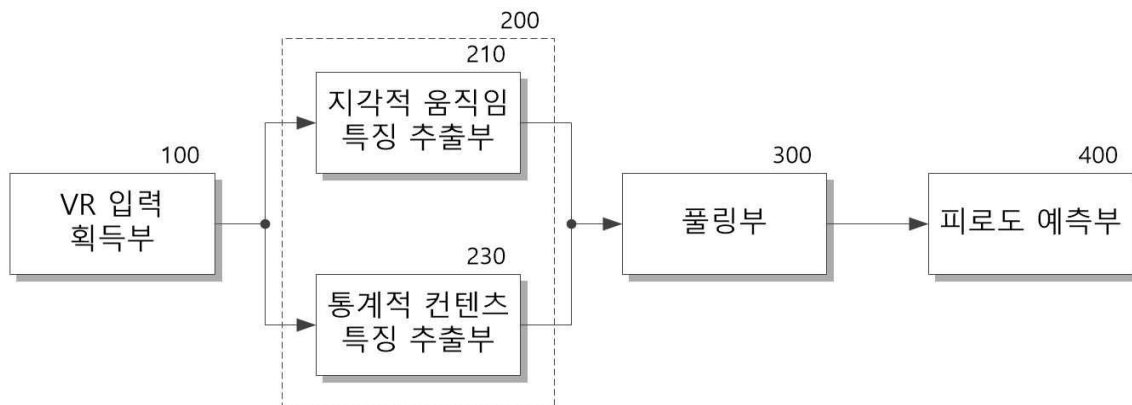 200
210
지각적 움직임
특징 추출부
100
VR 입력
획득부
300
풀링부
400
피로도 예측부
230
통계적 컨텐츠
특징 추출부